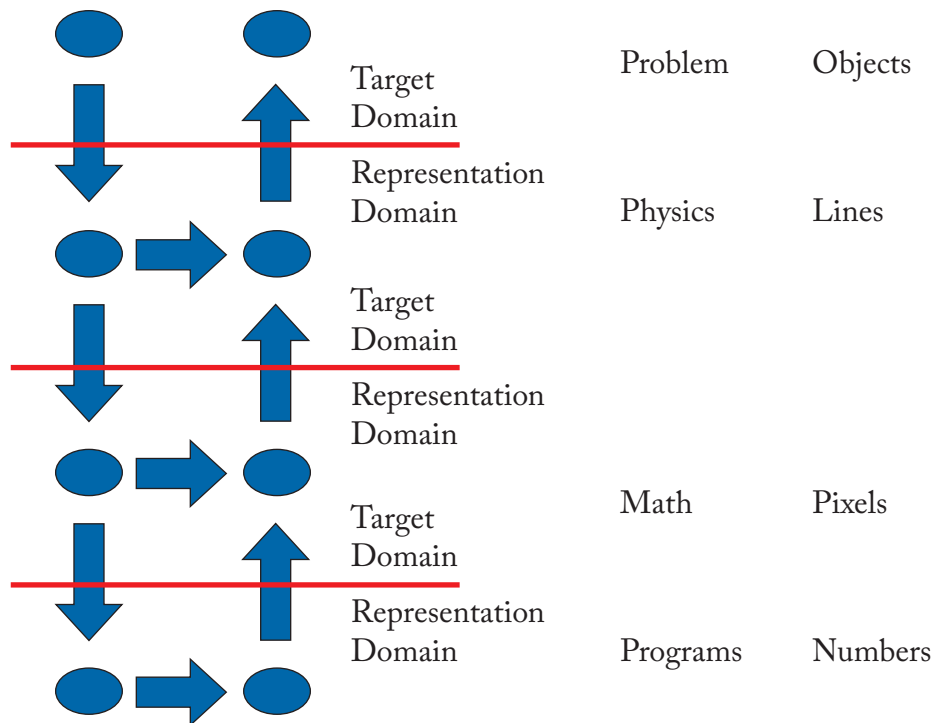 Target
Domain
Problem Objects
Representation
Domain
Physics Lines
Target
Domain
Representation
Domain
Target
Domain
Math Pixels
Representation
Domain
Programs Numbers